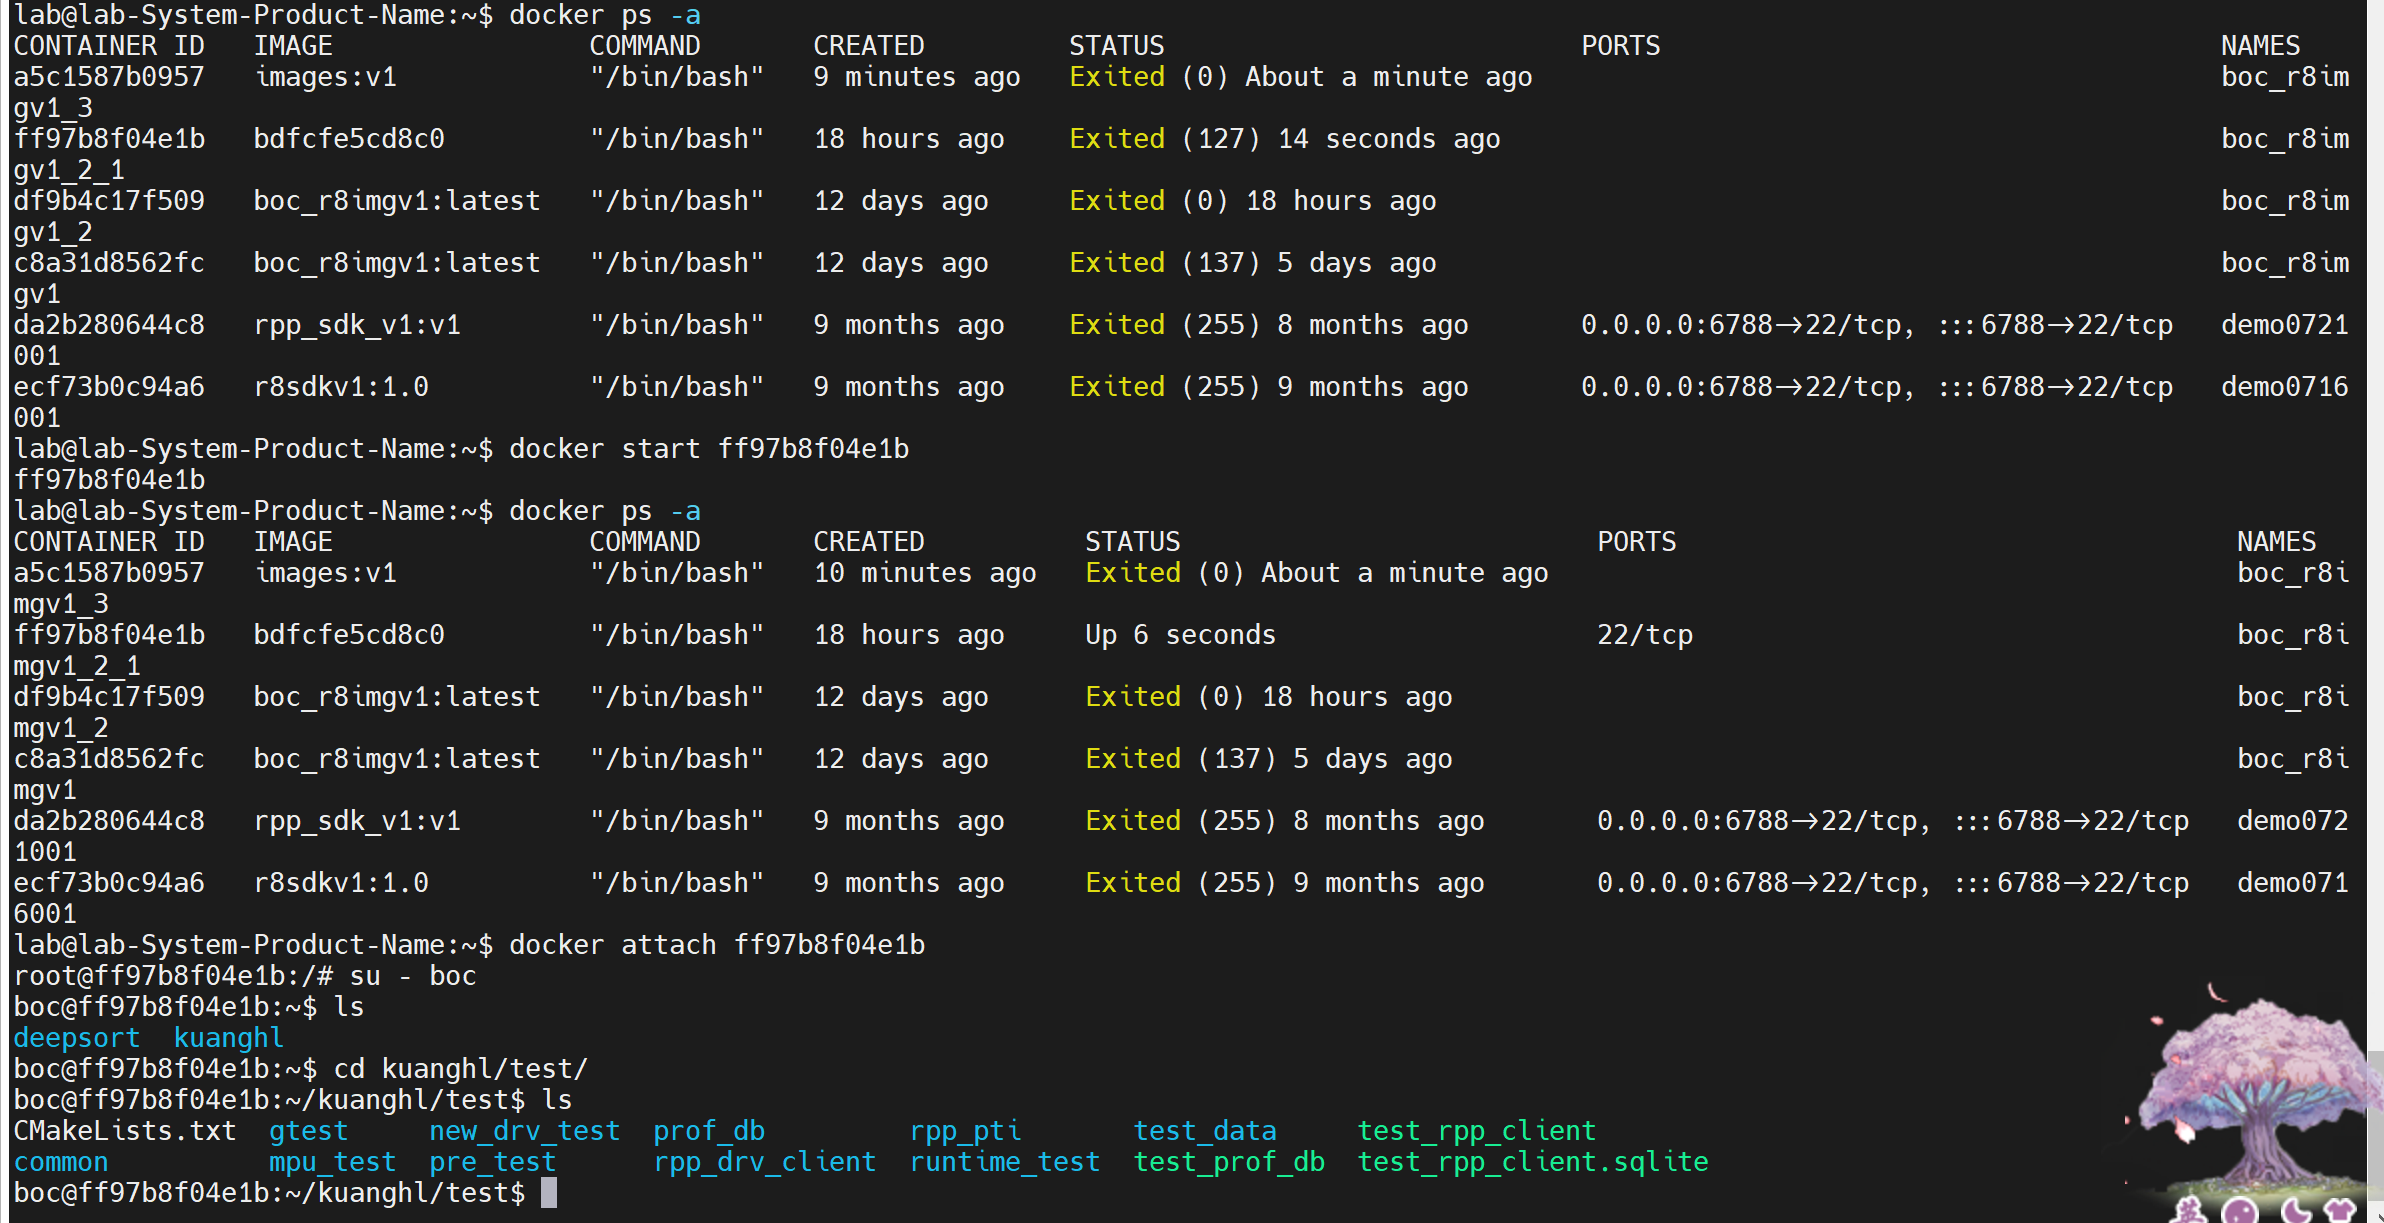 lab@lab-System-Product-Name:~$ docker ps -a
CONTAINER ID   IMAGE                COMMAND       CREATED         STATUS                          PORTS                                   NAMES
a5c1587b0957   images:v1            "/bin/bash"   9 minutes ago   Exited (0) About a minute ago                                           boc_r8im
gv1_3
ff97b8f04e1b   bdfcfe5cd8c0         "/bin/bash"   18 hours ago    Exited (127) 14 seconds ago                                             boc_r8im
gv1_2_1
df9b4c17f509   boc_r8imgv1:latest   "/bin/bash"   12 days ago     Exited (0) 18 hours ago                                                 boc_r8im
gv1_2
c8a31d8562fc   boc_r8imgv1:latest   "/bin/bash"   12 days ago     Exited (137) 5 days ago                                                 boc_r8im
gv1
da2b280644c8   rpp_sdk_v1:v1        "/bin/bash"   9 months ago    Exited (255) 8 months ago       0.0.0.0:6788->22/tcp, :::6788->22/tcp   demo0721
001
ecf73b0c94a6   r8sdkv1:1.0          "/bin/bash"   9 months ago    Exited (255) 9 months ago       0.0.0.0:6788->22/tcp, :::6788->22/tcp   demo0716
001
lab@lab-System-Product-Name:~$ docker start ff97b8f04e1b
ff97b8f04e1b
lab@lab-System-Product-Name:~$ docker ps -a
CONTAINER ID   IMAGE                COMMAND       CREATED          STATUS                          PORTS                                   NAMES
a5c1587b0957   images:v1            "/bin/bash"   10 minutes ago   Exited (0) About a minute ago                                           boc_r8i
mgv1_3
ff97b8f04e1b   bdfcfe5cd8c0         "/bin/bash"   18 hours ago     Up 6 seconds                    22/tcp                                  boc_r8i
mgv1_2_1
df9b4c17f509   boc_r8imgv1:latest   "/bin/bash"   12 days ago      Exited (0) 18 hours ago                                                 boc_r8i
mgv1_2
c8a31d8562fc   boc_r8imgv1:latest   "/bin/bash"   12 days ago      Exited (137) 5 days ago                                                 boc_r8i
mgv1
da2b280644c8   rpp_sdk_v1:v1        "/bin/bash"   9 months ago     Exited (255) 8 months ago       0.0.0.0:6788->22/tcp, :::6788->22/tcp   demo072
1001
ecf73b0c94a6   r8sdkv1:1.0          "/bin/bash"   9 months ago     Exited (255) 9 months ago       0.0.0.0:6788->22/tcp, :::6788->22/tcp   demo071
6001
lab@lab-System-Product-Name:~$ docker attach ff97b8f04e1b
root@ff97b8f04e1b:/# su - boc
boc@ff97b8f04e1b:~$ ls
deepsort  kuanghl
boc@ff97b8f04e1b:~$ cd kuanghl/test/
boc@ff97b8f04e1b:~/kuanghl/test$ ls
CMakeLists.txt  gtest     new_drv_test  prof_db         rpp_pti       test_data     test_rpp_client
common          mpu_test  pre_test      rpp_drv_client  runtime_test  test_prof_db  test_rpp_client.sqlite
boc@ff97b8f04e1b:~/kuanghl/test$
英